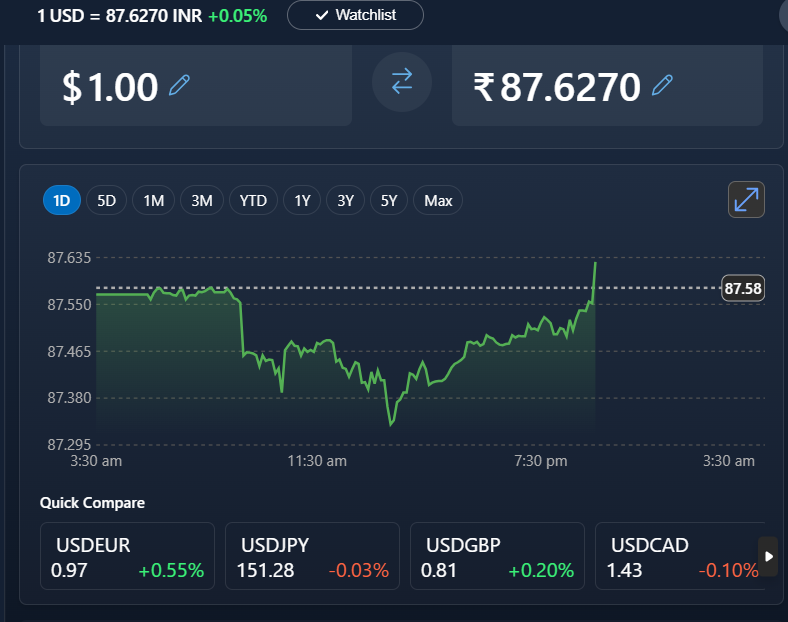 1 USD = 87.6270 INR +0.05% Watchlist
$ 1.00 ₹ 87.6270
1D 5D 1M 3M YTD 1Y 3Y 5Y Max
87.635
87.58
87.550
87.465
87.380
87.295
3:30 am 11:30 am 7:30 pm 3:30 am
Quick Compare
USDEUR USDJPY USDGBP USDCAD
0.97 +0.55% 151.28 -0.03% 0.81 +0.20% 1.43 -0.10%